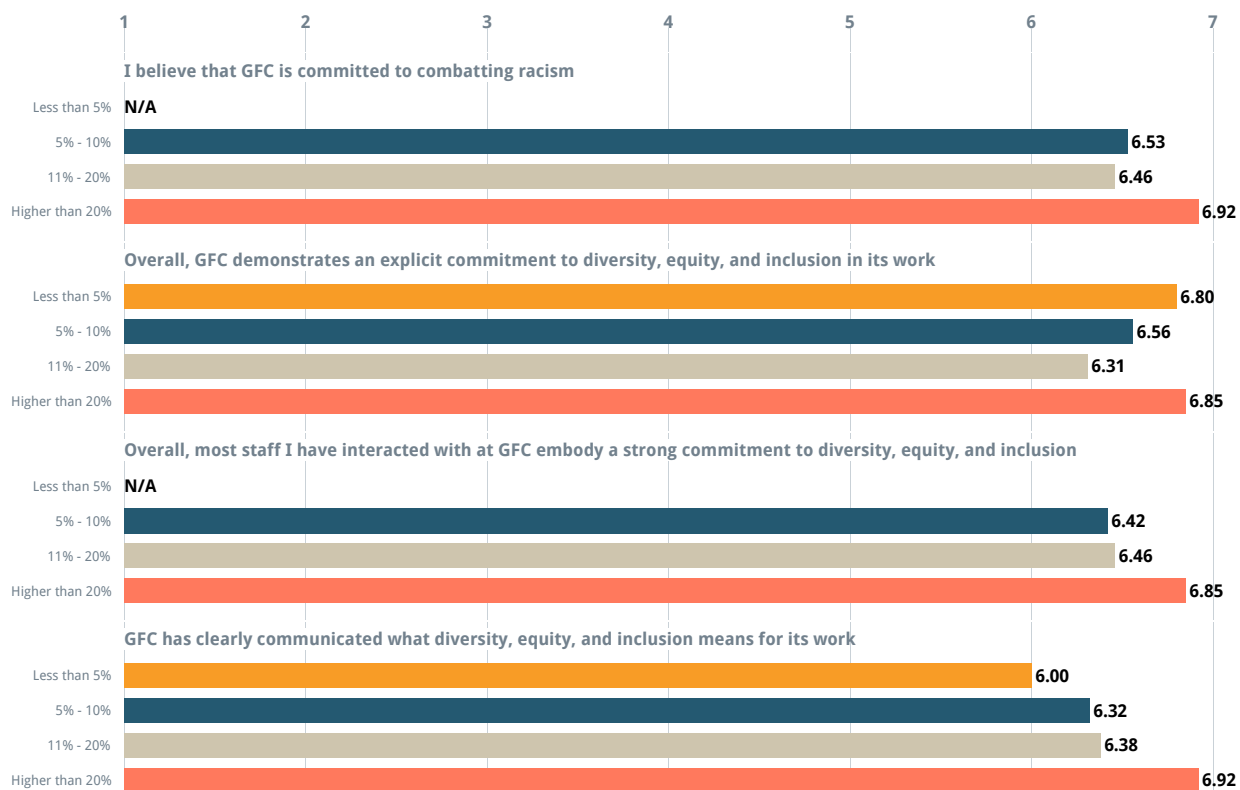 1 2 3 4 5 6 7
I believe that GFC is committed to combatting racism
Less than 5% N/A
5% - 10% 6.53
11% - 20% 6.46
Higher than 20% 6.92
Overall, GFC demonstrates an explicit commitment to diversity, equity, and inclusion in its work
Less than 5% 6.80
5% - 10% 6.56
11% - 20% 6.31
Higher than 20% 6.85
Overall, most staff I have interacted with at GFC embody a strong commitment to diversity, equity, and inclusion
Less than 5% N/A
5% - 10% 6.42
11% - 20% 6.46
Higher than 20% 6.85
GFC has clearly communicated what diversity, equity, and inclusion means for its work
Less than 5% 6.00
5% - 10% 6.32
11% - 20% 6.38
Higher than 20% 6.92